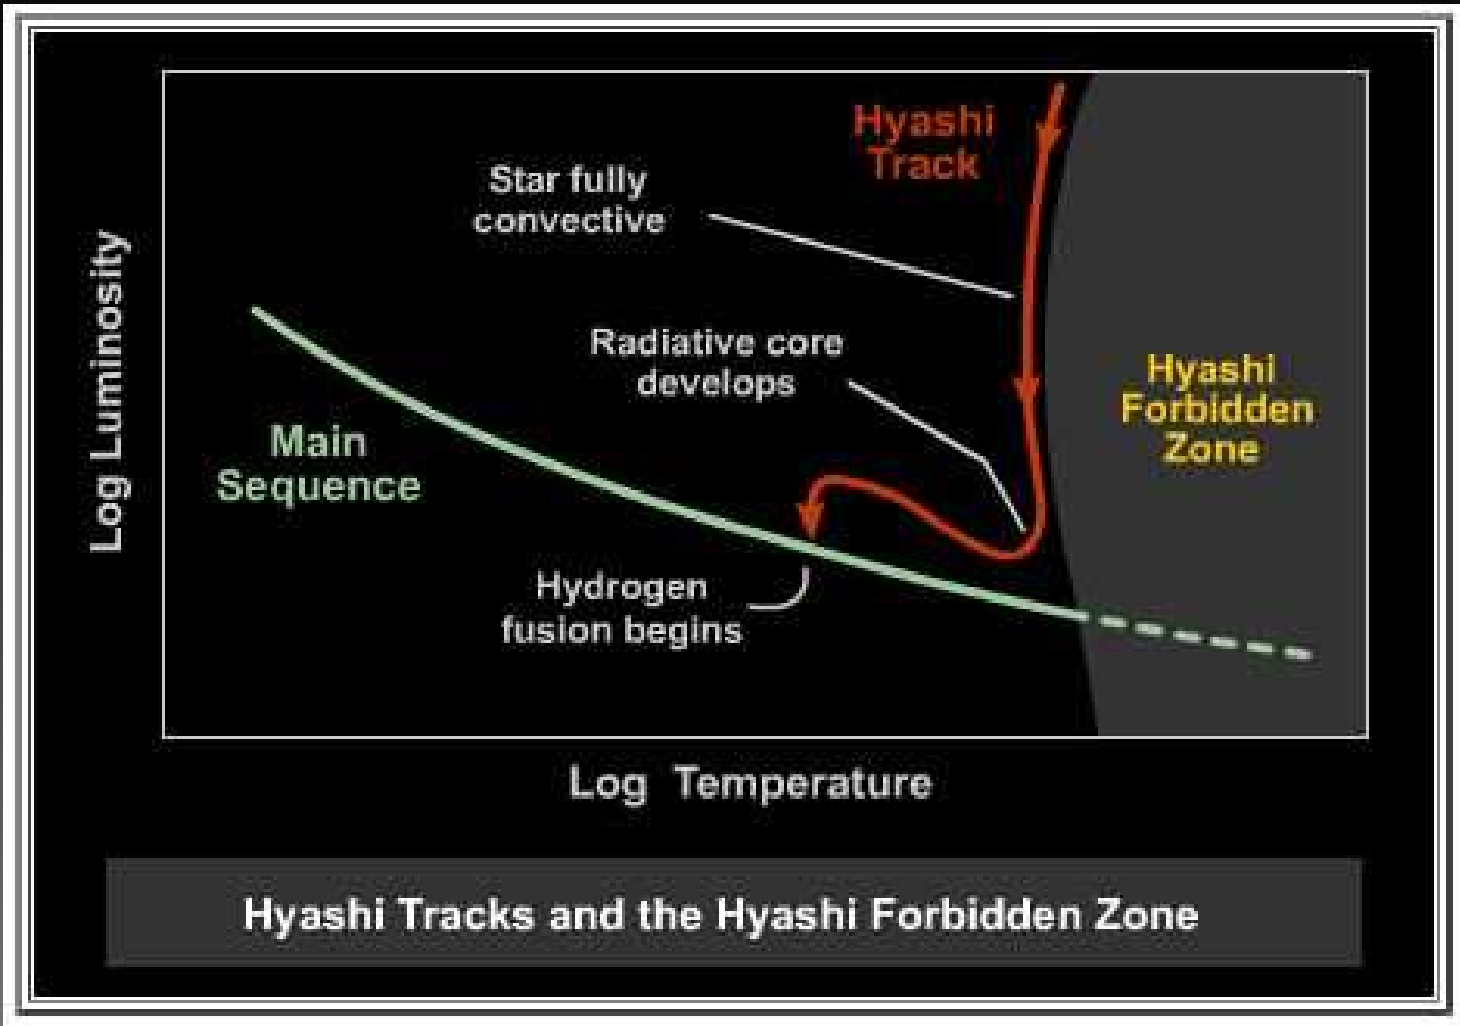 Hyashi
Track
Star fully
convective
Radiative core
develops
Hyashi
Forbidden
Zone
Main
Sequence
Hydrogen
fusion begins
Log Luminosity
Log Temperature
Hyashi Tracks and the Hyashi Forbidden Zone